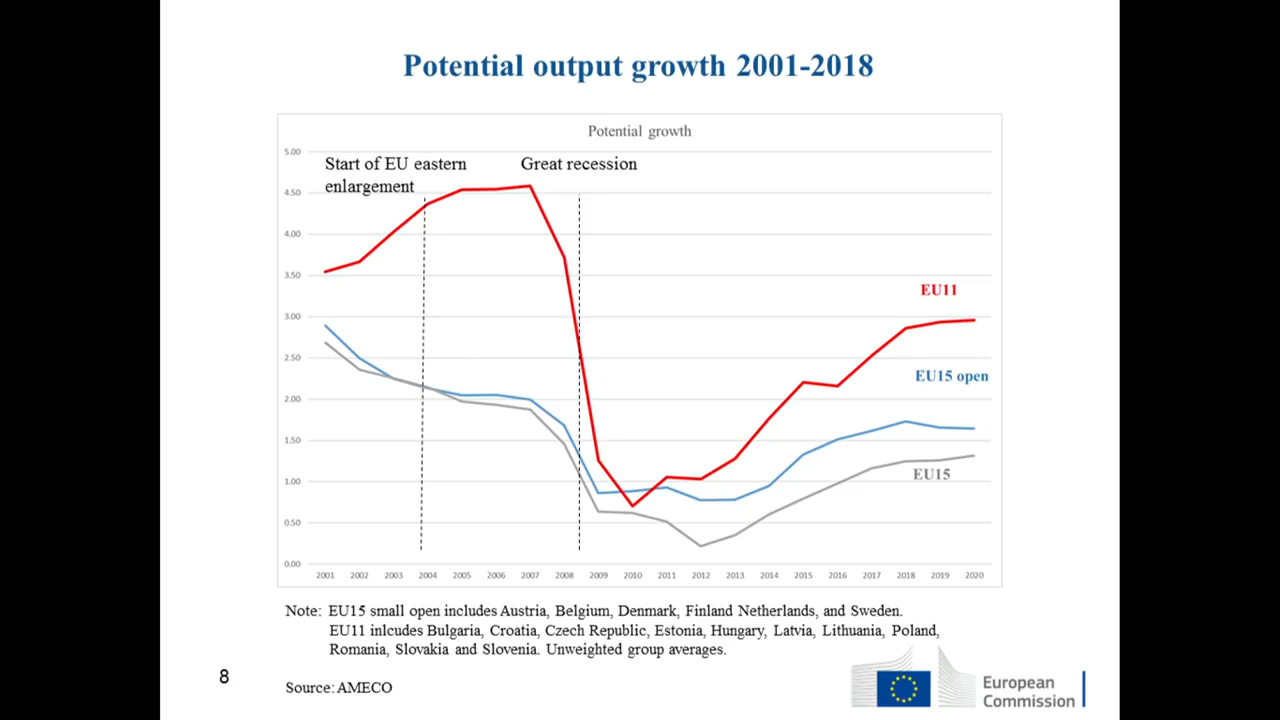 Potential output growth 2001-2018
Potential growth
5.00
Start of EU eastern
enlargement
Great recession
4.50
4.00
3.50
EU11
3.00
2.50
EU15 open
2.00
1.50
EU15
1.00
0.50
0.00
2001 2002 2003 2004 2005 2006 2007 2008 2009 2010 2011 2012 2013 2014 2015 2016 2017 2018 2019 2020
Note: EU15 small open includes Austria, Belgium, Denmark, Finland Netherlands, and Sweden.
EU11 inlcudes Bulgaria, Croatia, Czech Republic, Estonia, Hungary, Latvia, Lithuania, Poland,
Romania, Slovakia and Slovenia. Unweighted group averages.
8
Source: AMECO
European
Commission